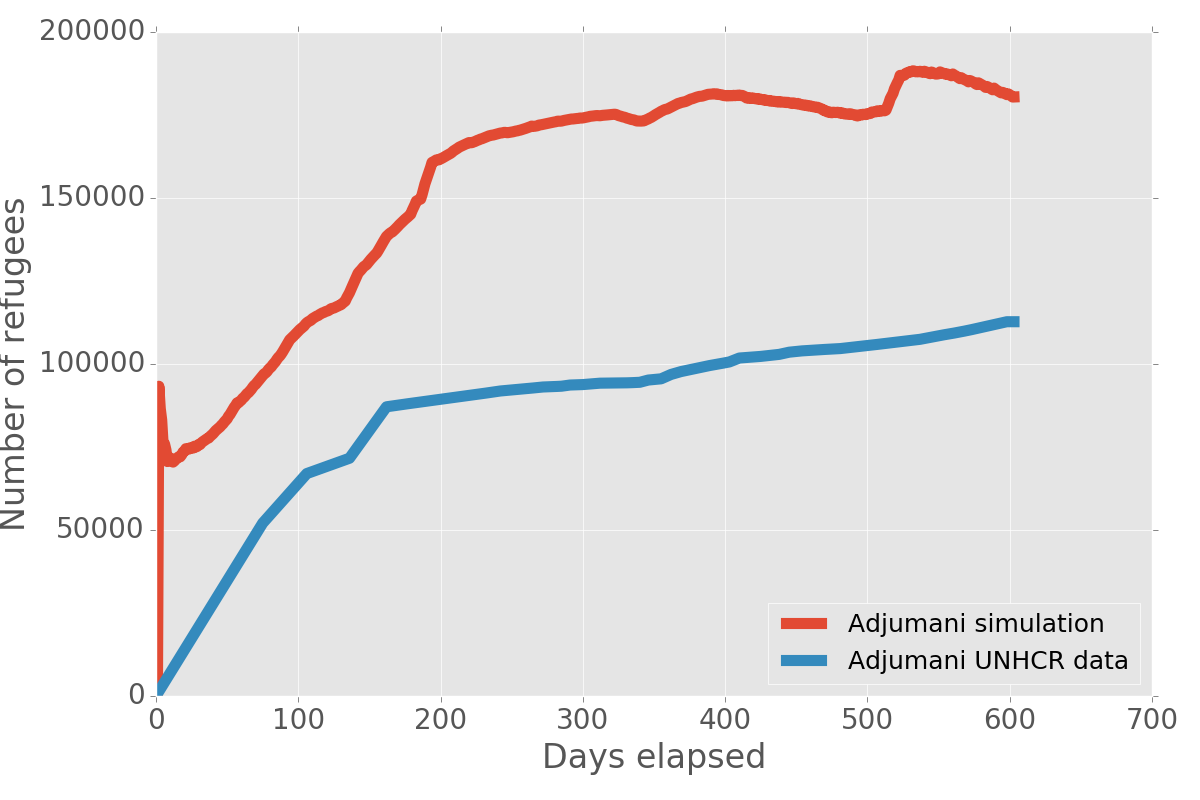 200000
150000
100000
50000
0
Number of refugees
0 100 200 300 400 500 600 700
Days elapsed
Adjumani simulation
Adjumani UNHCR data